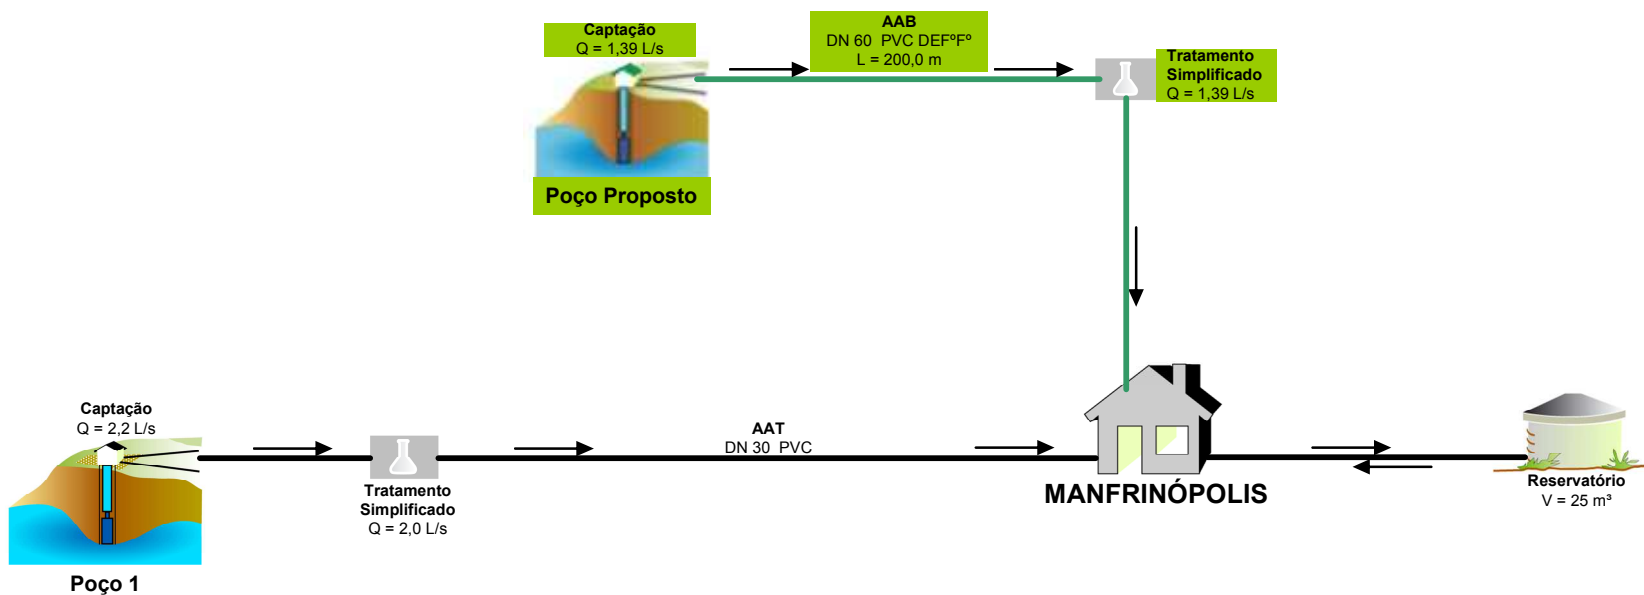 Captação
Q = 1,39 L/s
AAB
DN 60  PVC DEFºFº
L = 200,0 m
Tratamento
Simplificado
Q = 1,39 L/s
Poço Proposto
Captação
Q = 2,2 L/s
Tratamento
Simplificado
Q = 2,0 L/s
Poço 1
AAT
DN 30  PVC
MANFRINÓPOLIS
Reservatório
V = 25 m³